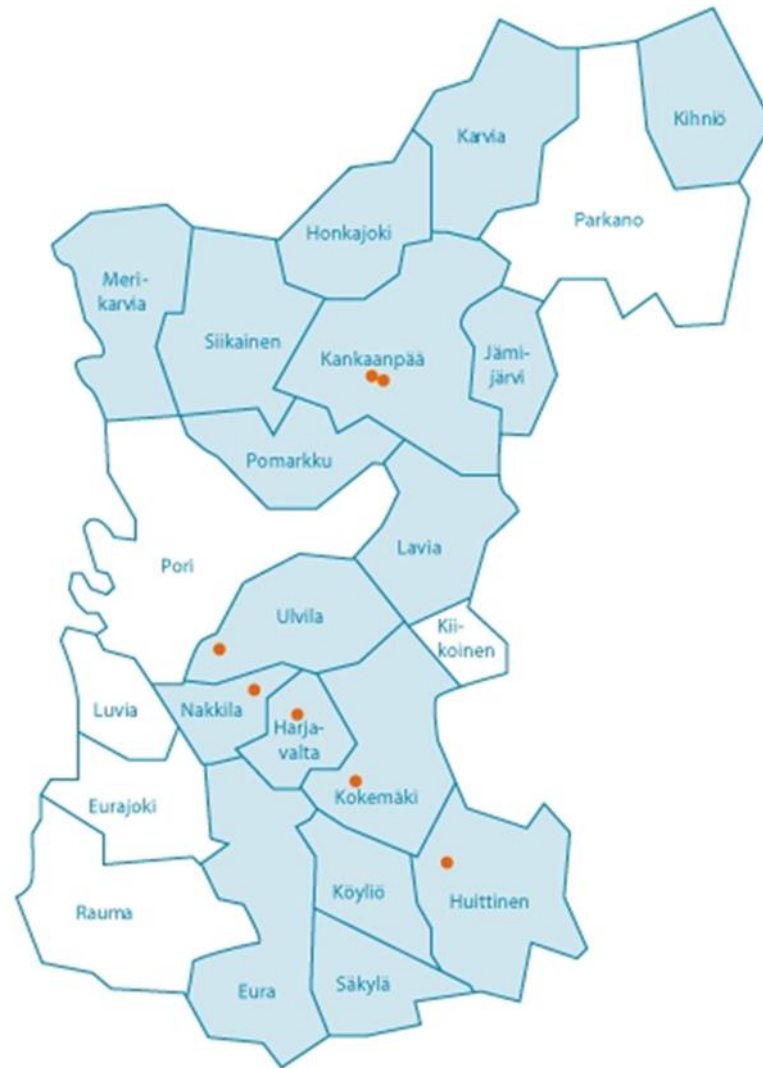 Kihniö
Karvia
Parkano
Honkajoki
Meri-
karvia
Siikainen
Kankaanpää
Jämi-
järvi
Pomarkku
Lavia
Pori
Ulvila
Kii-
koinen
Nakkila
Luvia
Harja-
valta
Kokemäki
Eurajoki
Köyliö
Huittinen
Rauma
Eura
Säkylä